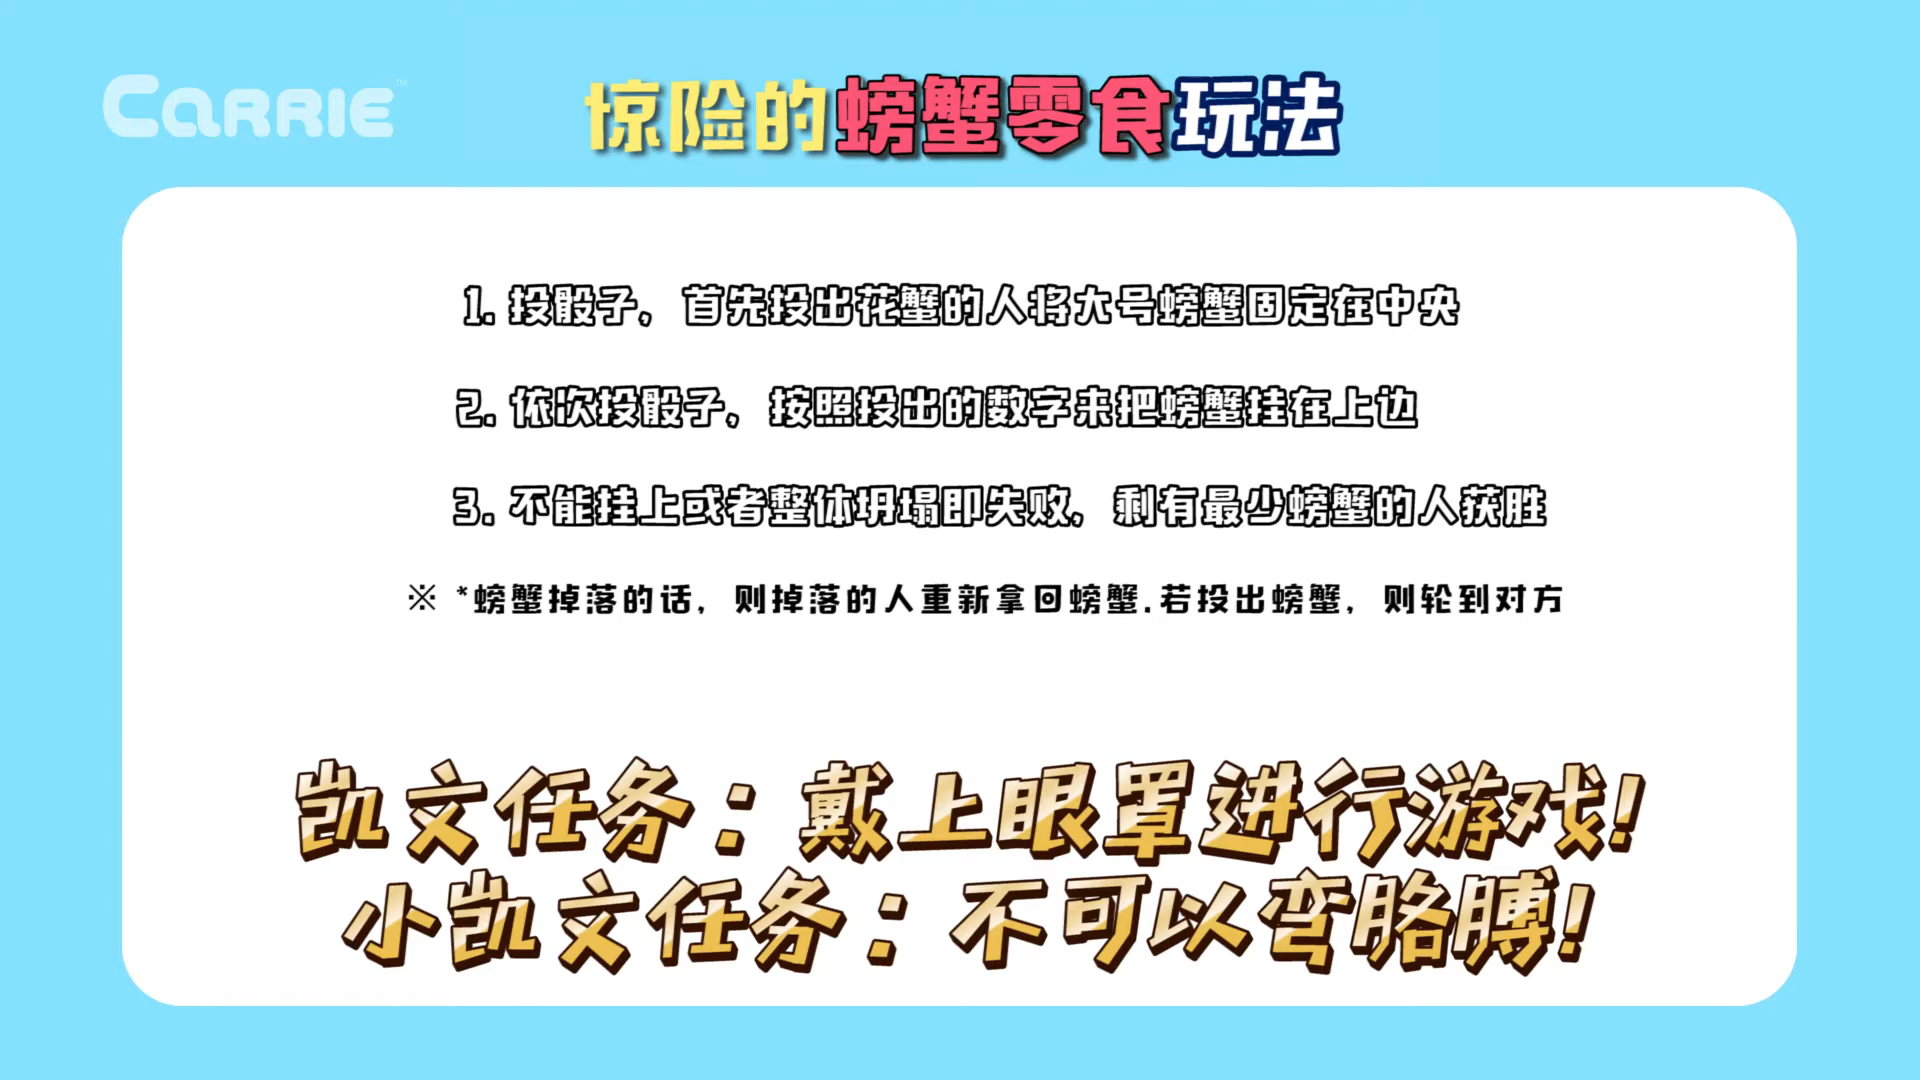 CaRRIE™
惊险的螃蟹零食玩法
1. 投骰子，首先投出花蟹的人将大号螃蟹固定在中央
2. 依次投骰子，按照投出的数字来把螃蟹挂在上边
3. 不能挂上或者整体坍塌即失败，剩有最少螃蟹的人获胜
※ *螃蟹掉落的话，则掉落的人重新拿回螃蟹.若投出螃蟹，则轮到对方
凯文任务：戴上眼罩进行游戏!
小凯文任务：不可以弯胳膊!